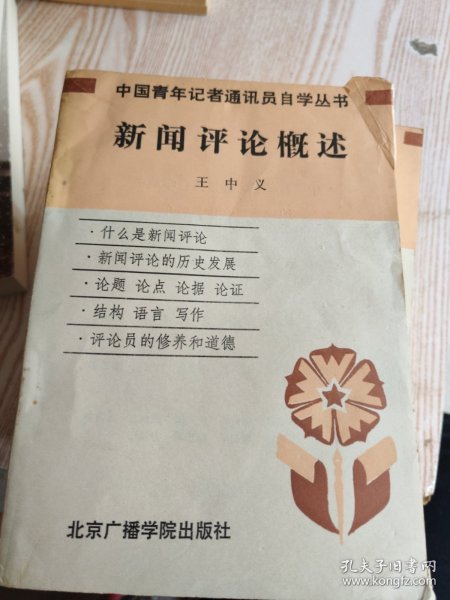 中国青年记者通讯员自学丛书
新闻评论概述
王中义
·什么是新闻评论
·新闻评论的历史发展
·论题 论点 论据 论证
·结构 语言 写作
·评论员的修养和道德
北京广播学院出版社
孔夫子旧书网
www.kongfz.com